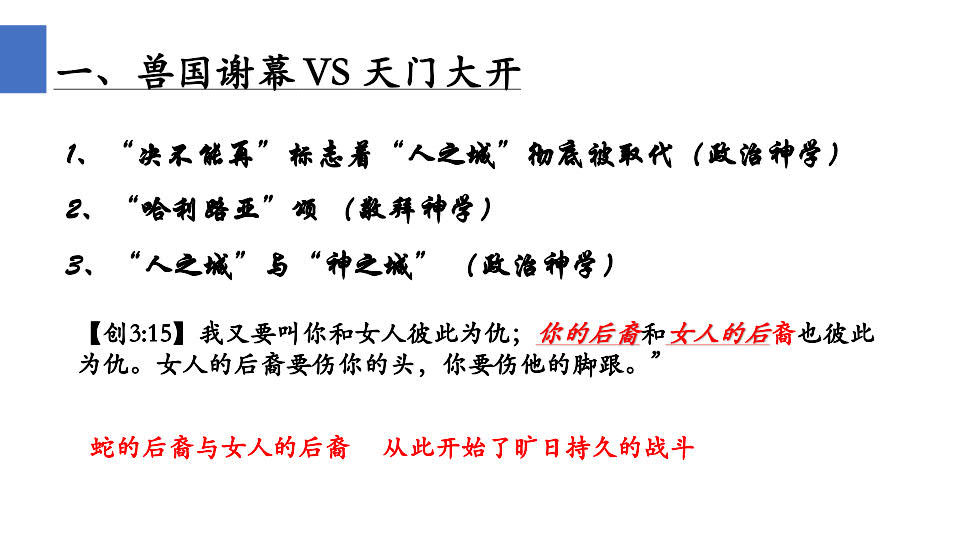 一、兽国谢幕 VS 天门大开
1、“决不能再”标志着“人之城”彻底被取代（政治神学）
2、“哈利路亚”颂（敬拜神学）
3、“人之城”与“神之城”（政治神学）
【创3:15】我又要叫你和女人彼此为仇；你的后裔和女人的后裔也彼此
为仇。女人的后裔要伤你的头，你要伤他的脚跟。”
蛇的后裔与女人的后裔 从此开始了旷日持久的战斗